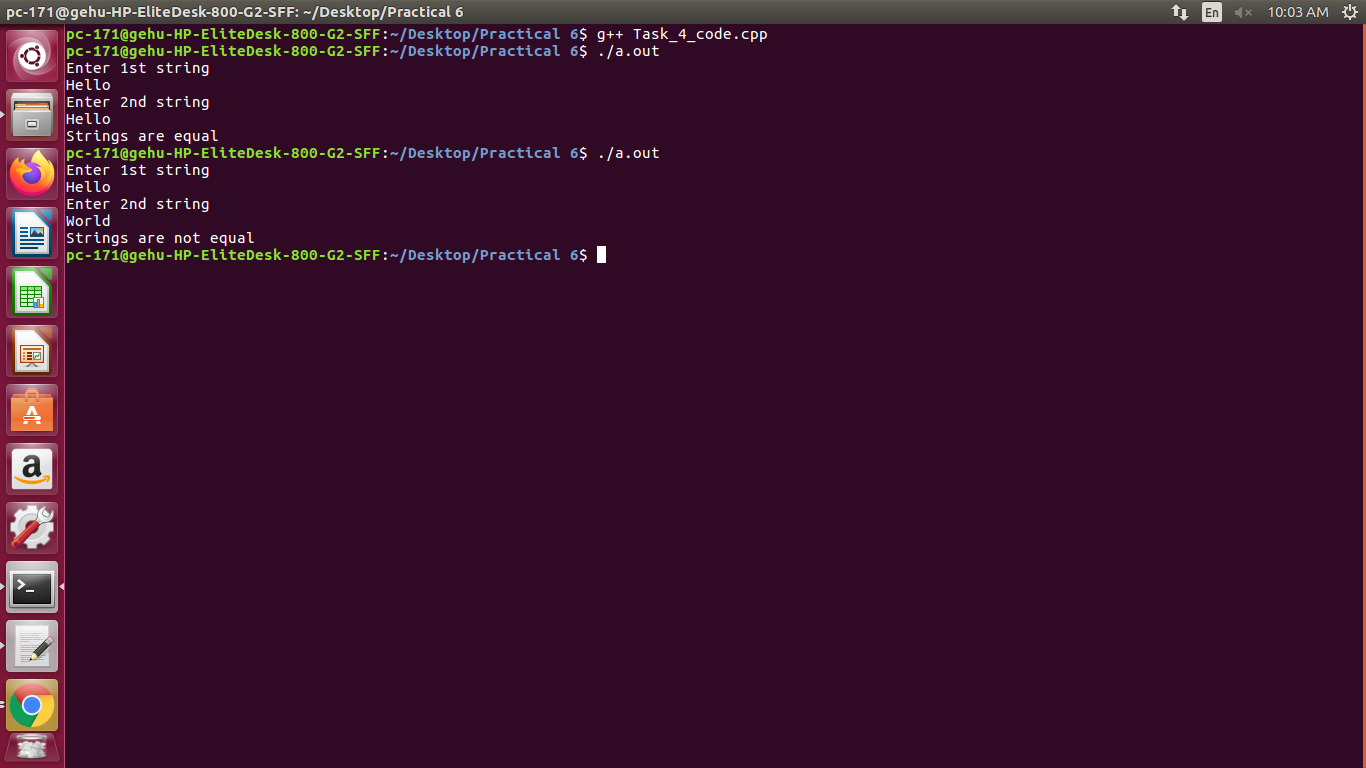 pc-171@gehu-HP-EliteDesk-800-G2-SFF: ~/Desktop/Practical 6
En
10:03 AM
pc-171@gehu-HP-EliteDesk-800-G2-SFF:~/Desktop/Practical 6$ g++ Task_4_code.cpp
pc-171@gehu-HP-EliteDesk-800-G2-SFF:~/Desktop/Practical 6$ ./a.out
Enter 1st string
Hello
Enter 2nd string
Hello
Strings are equal
pc-171@gehu-HP-EliteDesk-800-G2-SFF:~/Desktop/Practical 6$ ./a.out
Enter 1st string
Hello
Enter 2nd string
World
Strings are not equal
pc-171@gehu-HP-EliteDesk-800-G2-SFF:~/Desktop/Practical 6$